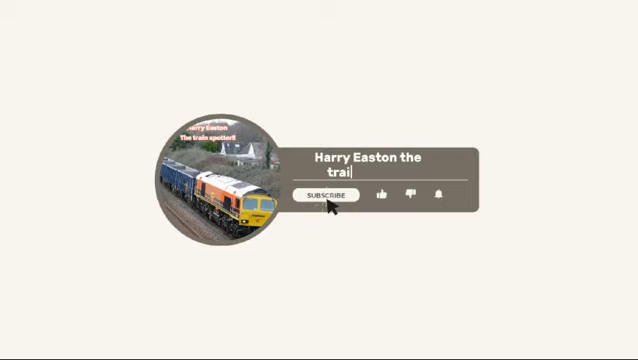 Harry Easton
The train spotter!!
Harry Easton the
trai
SUBSCRIBE